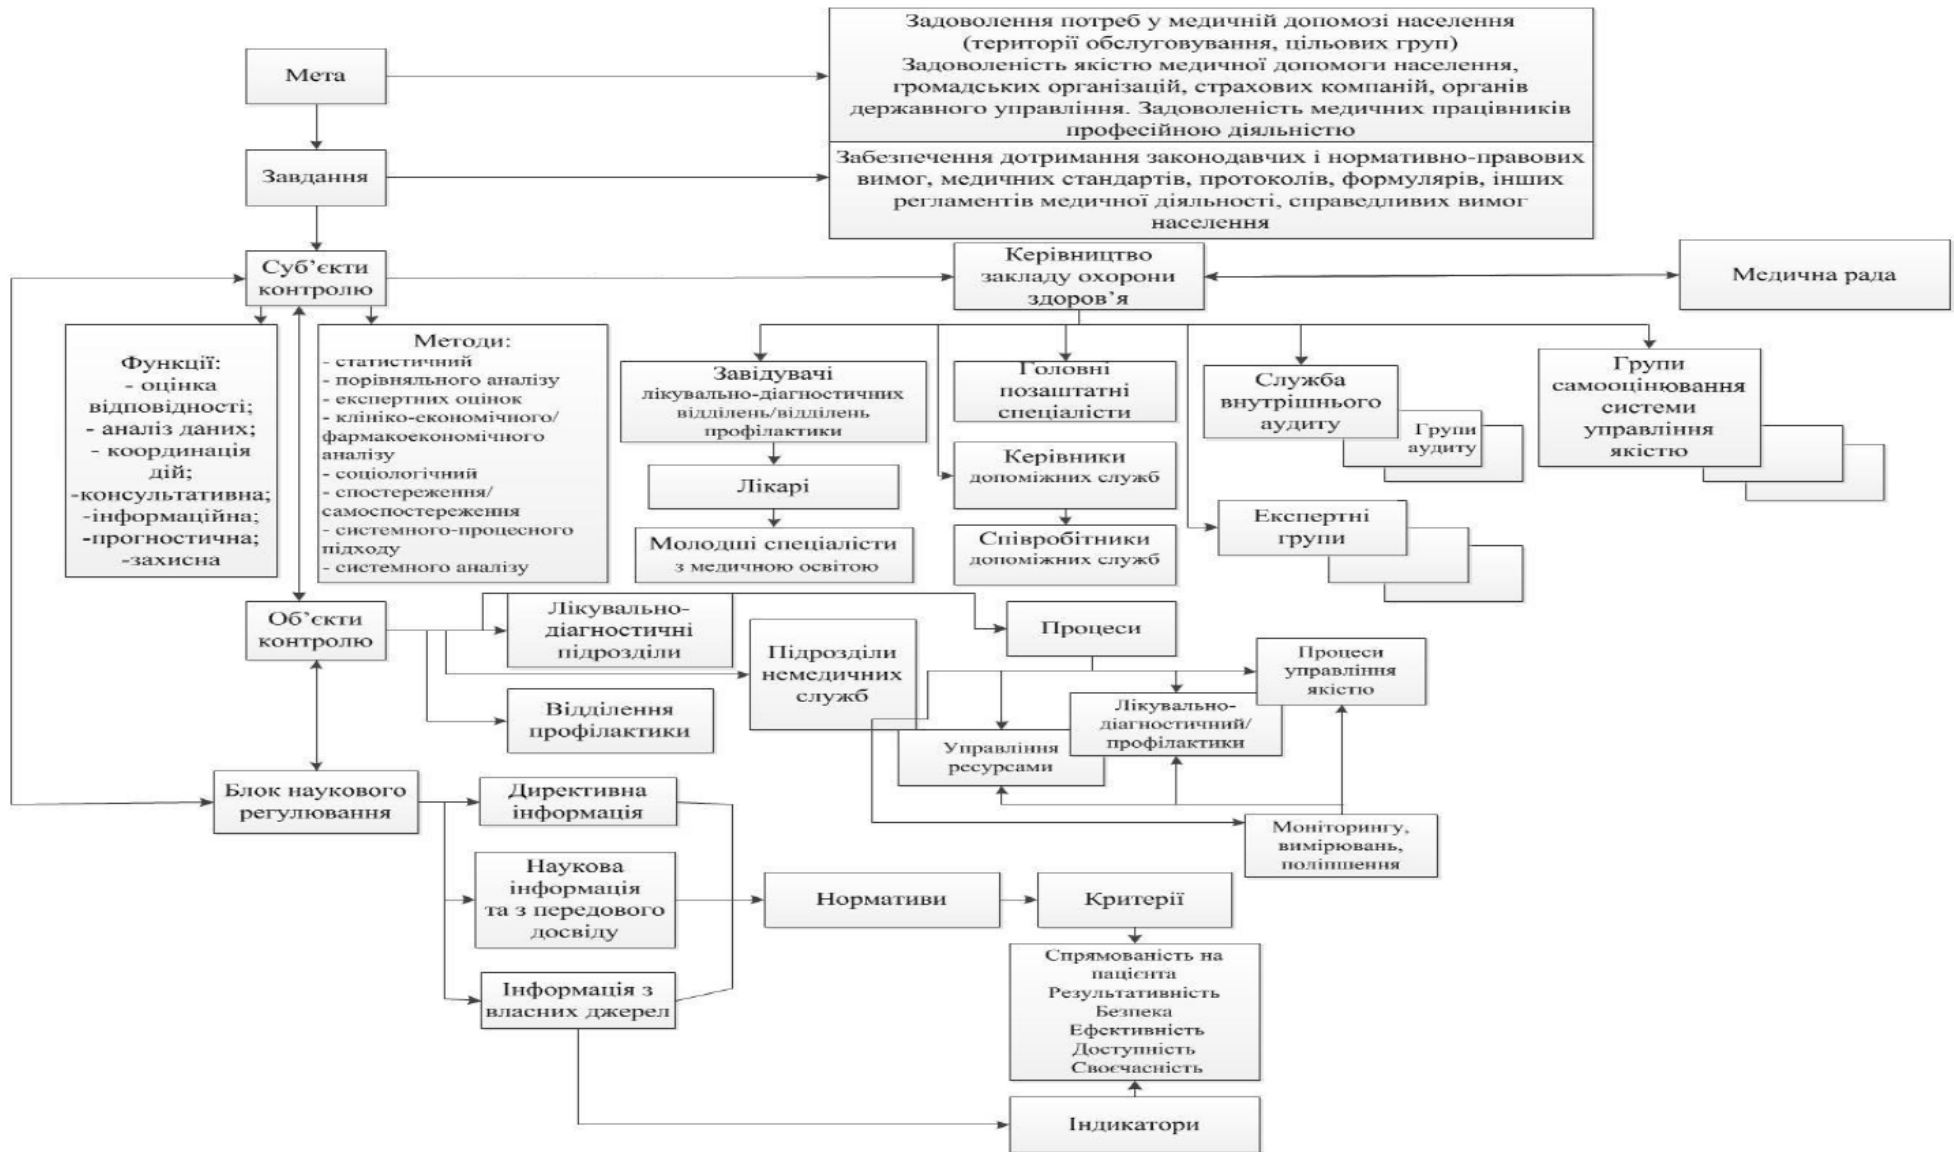 Мета
Задоволення потреб у медичній допомозі населення
(території обслуговування, цільових груп)
Задоволеність якістю медичної допомоги населення,
громадських організацій, страхових компаній, органів
державного управління. Задоволеність медичних працівників
професійною діяльністю
Завдання
Забезпечення дотримання законодавчих і нормативно-правових
вимог, медичних стандартів, протоколів, формулярів, інших
регламентів медичної діяльності, справедливих вимог
населення
Суб’єкти
контролю
Керівництво
закладу охорони
здоров’я
Медична рада
Функції:
- оцінка
відповідності;
- аналіз даних;
- координація
дій;
-консультативна;
-інформаційна;
-прогностична;
-захисна
Методи:
- статистичний
- порівняльного аналізу
- експертних оцінок
- клініко-економічного/
фармакоекономічного
аналізу
- соціологічний
- спостереження/
самоспостереження
- системного-процесного
підходу
- системного аналізу
Завідувачі
лікувально-діагностичних
відділень/відділень
профілактики
Лікарі
Молодші спеціалісти
з медичною освітою
Головні
позаштатні
спеціалісти
Керівники
допоміжних служб
Співробітники
допоміжних служб
Служба
внутрішнього
аудиту
Групи
аудиту
Експертні
групи
Групи
самооцінювання
системи
управління
якістю
Об’єкти
контролю
Лікувально-
діагностичні
підрозділи
Відділення
профілактики
Підрозділи
немедичних
служб
Процеси
Процеси
управління
якістю
Лікувально-
діагностичний/
профілактики
Управління
ресурсами
Моніторингу,
вимірювань,
поліпшення
Блок наукового
регулювання
Директивна
інформація
Наукова
інформація
та з передового
досвіду
Інформація з
власних джерел
Нормативи
Критерії
Спрямованість на
пацієнта
Результативність
Безпека
Ефективність
Доступність
Своєчасність
Індикатори